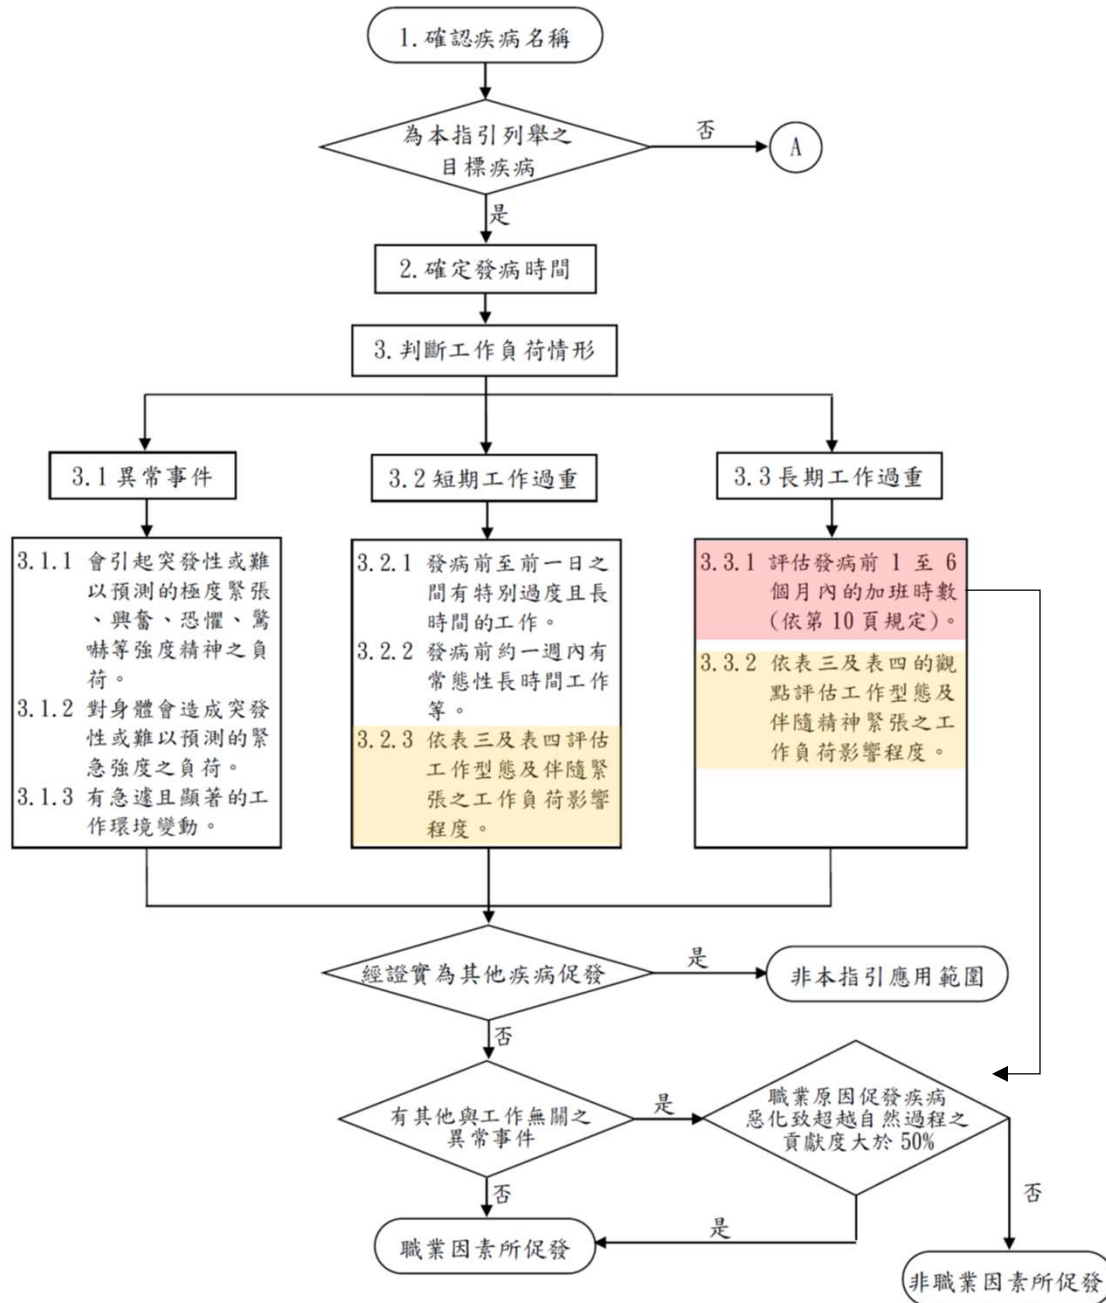 1.確認疾病名稱
為本指引列舉之
目標疾病
否
A
是
2.確定發病時間
3.判斷工作負荷情形
3.1異常事件
3.2短期工作過重
3.3長期工作過重
3.1.1 會引起突發性或難
以預測的極度緊張
、興奮、恐懼、驚
嚇等強度精神之負
荷。
3.1.2 對身體會造成突發
性或難以預測的緊
急強度之負荷。
3.1.3 有急遽且顯著的工
作環境變動。
3.2.1 發病前至前一日之
間有特別過度且長
時間的工作。
3.2.2 發病前約一週內有
常態性長時間工作
等。
3.2.3 依表三及表四評估
工作型態及伴隨緊
張之工作負荷影響
程度。
3.3.1 評估發病前 1 至 6
個月內的加班時數
(依第10頁規定)。
3.3.2 依表三及表四的觀
點評估工作型態及
伴隨精神緊張之工
作負荷影響程度。
經證實為其他疾病促發
是
非本指引應用範圍
否
有其他與工作無關之
異常事件
是
職業原因促發疾病
惡化致超越自然過程之
貢獻度大於50%
否
是
否
職業因素所促發
非職業因素所促發